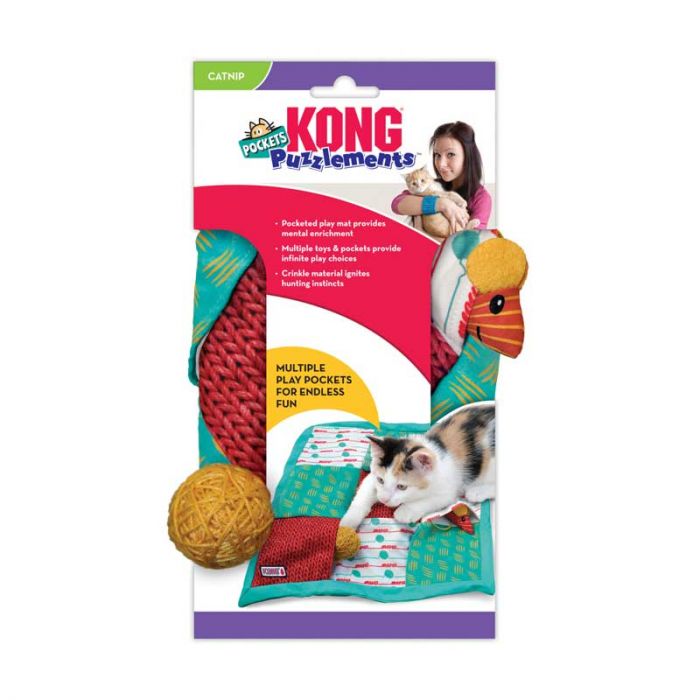 CATNIP
POCKETS
KONG®
Puzzlements™
• Pocketed play mat provides
mental enrichment
• Multiple toys & pockets provide
infinite play choices
• Crinkle material ignites
hunting instincts
MULTIPLE
PLAY POCKETS
FOR ENDLESS
FUN